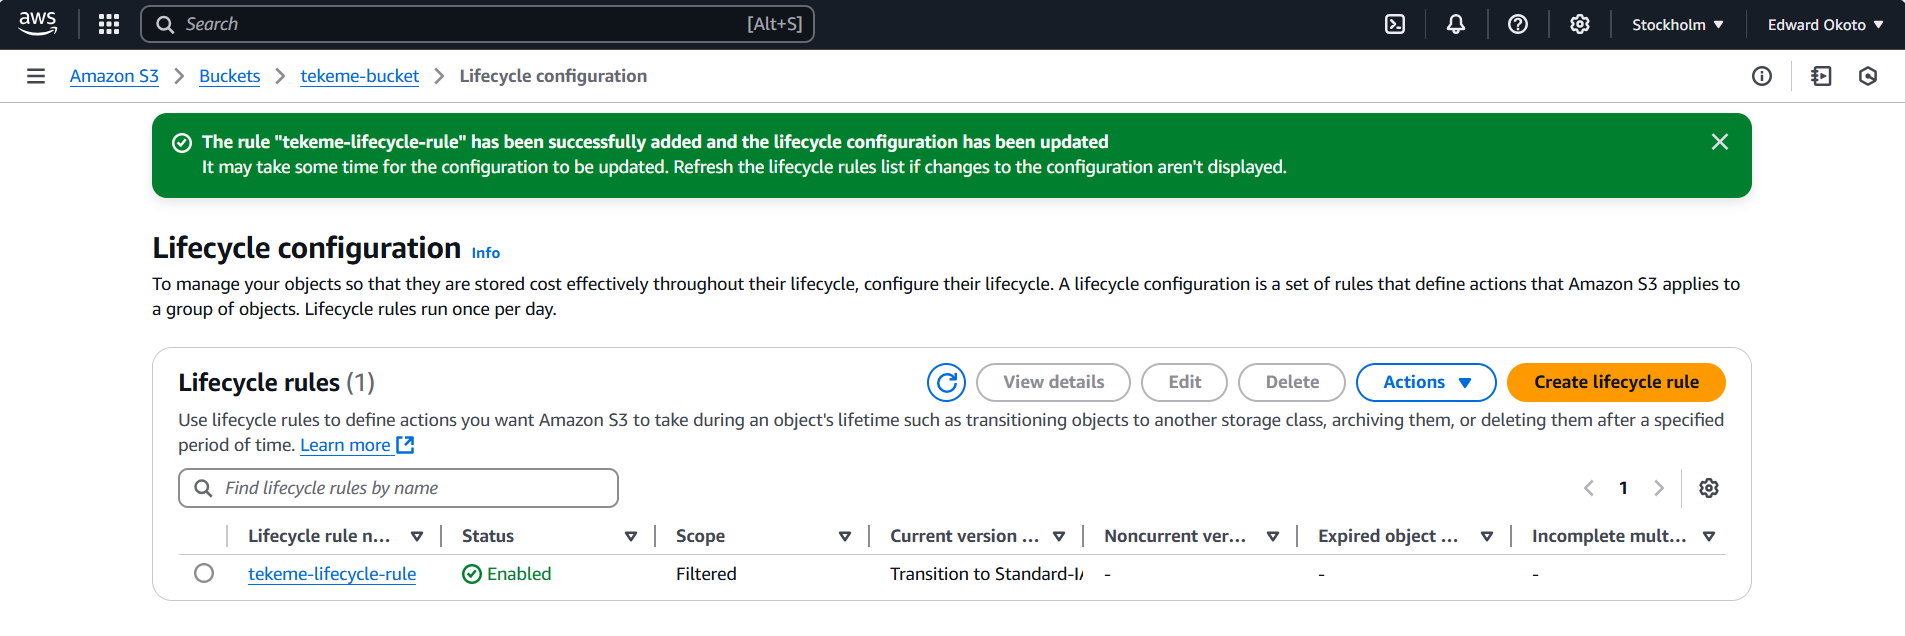 aws
Search [Alt+S] Stockholm Edward Okoto
Amazon S3 Buckets tekeme-bucket Lifecycle configuration
The rule "tekeme-lifecycle-rule" has been successfully added and the lifecycle configuration has been updated
It may take some time for the configuration to be updated. Refresh the lifecycle rules list if changes to the configuration aren't displayed.
Lifecycle configuration Info
To manage your objects so that they are stored cost effectively throughout their lifecycle, configure their lifecycle. A lifecycle configuration is a set of rules that define actions that Amazon S3 applies to
a group of objects. Lifecycle rules run once per day.
Lifecycle rules (1) View details Edit Delete Actions Create lifecycle rule
Use lifecycle rules to define actions you want Amazon S3 to take during an object's lifetime such as transitioning objects to another storage class, archiving them, or deleting them after a specified
period of time. Learn more
Find lifecycle rules by name 1
Lifecycle rule n... Status Scope Current version ... Noncurrent ver... Expired object ... Incomplete mult...
tekeme-lifecycle-rule Enabled Filtered Transition to Standard-IA - - -